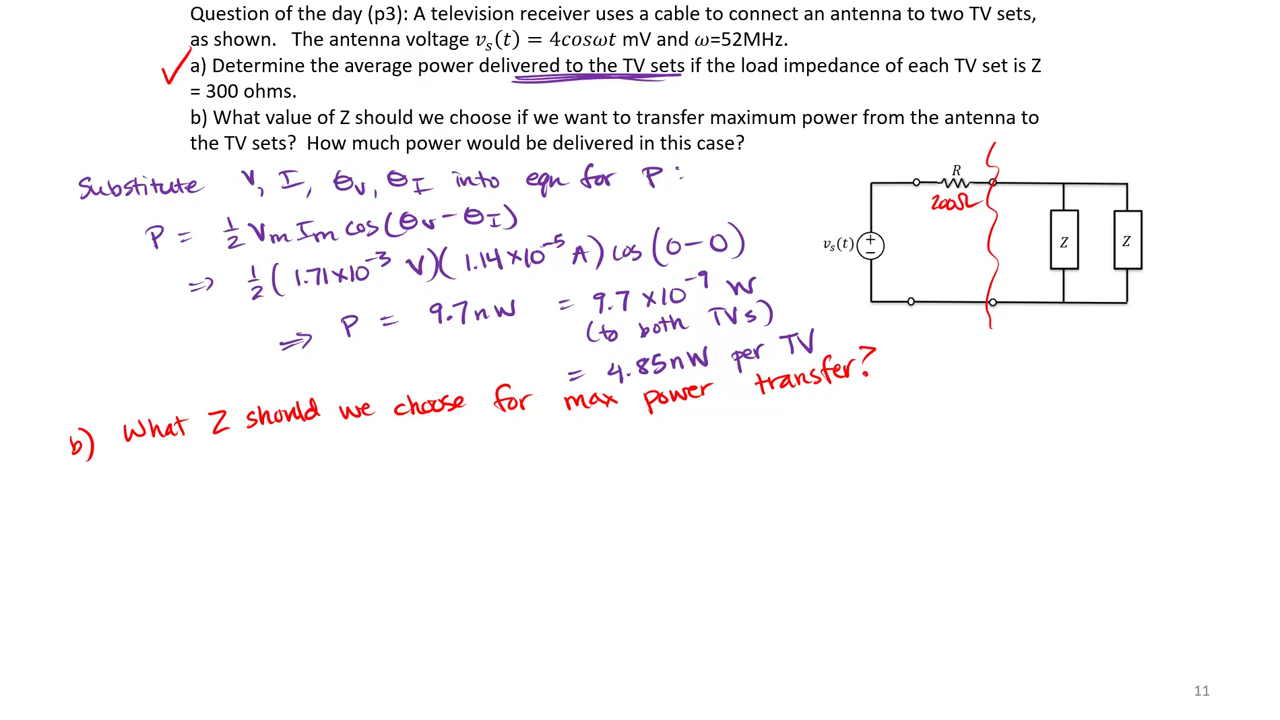 Question of the day (p3): A television receiver uses a cable to connect an antenna to two TV sets,
as shown. The antenna voltage vₛ(t) = 4cosωt mV and ω=52MHz.
a) Determine the average power delivered to the TV sets if the load impedance of each TV set is Z
= 300 ohms.
b) What value of Z should we choose if we want to transfer maximum power from the antenna to
the TV sets? How much power would be delivered in this case?
Substitute V, I, θv, θI into eqn for P:
P = 1/2 Vm Im cos(θv - θI)
⇒ 1/2 (1.71×10⁻³ V)(1.14×10⁻⁵ A) cos(0-0)
⇒ P = 9.7nW = 9.7×10⁻⁹ W
(to both TVs)
= 4.85nW per TV
b) What Z should we choose for max power transfer?
R
200Ω
vₛ(t)
+
−
Z
Z
11